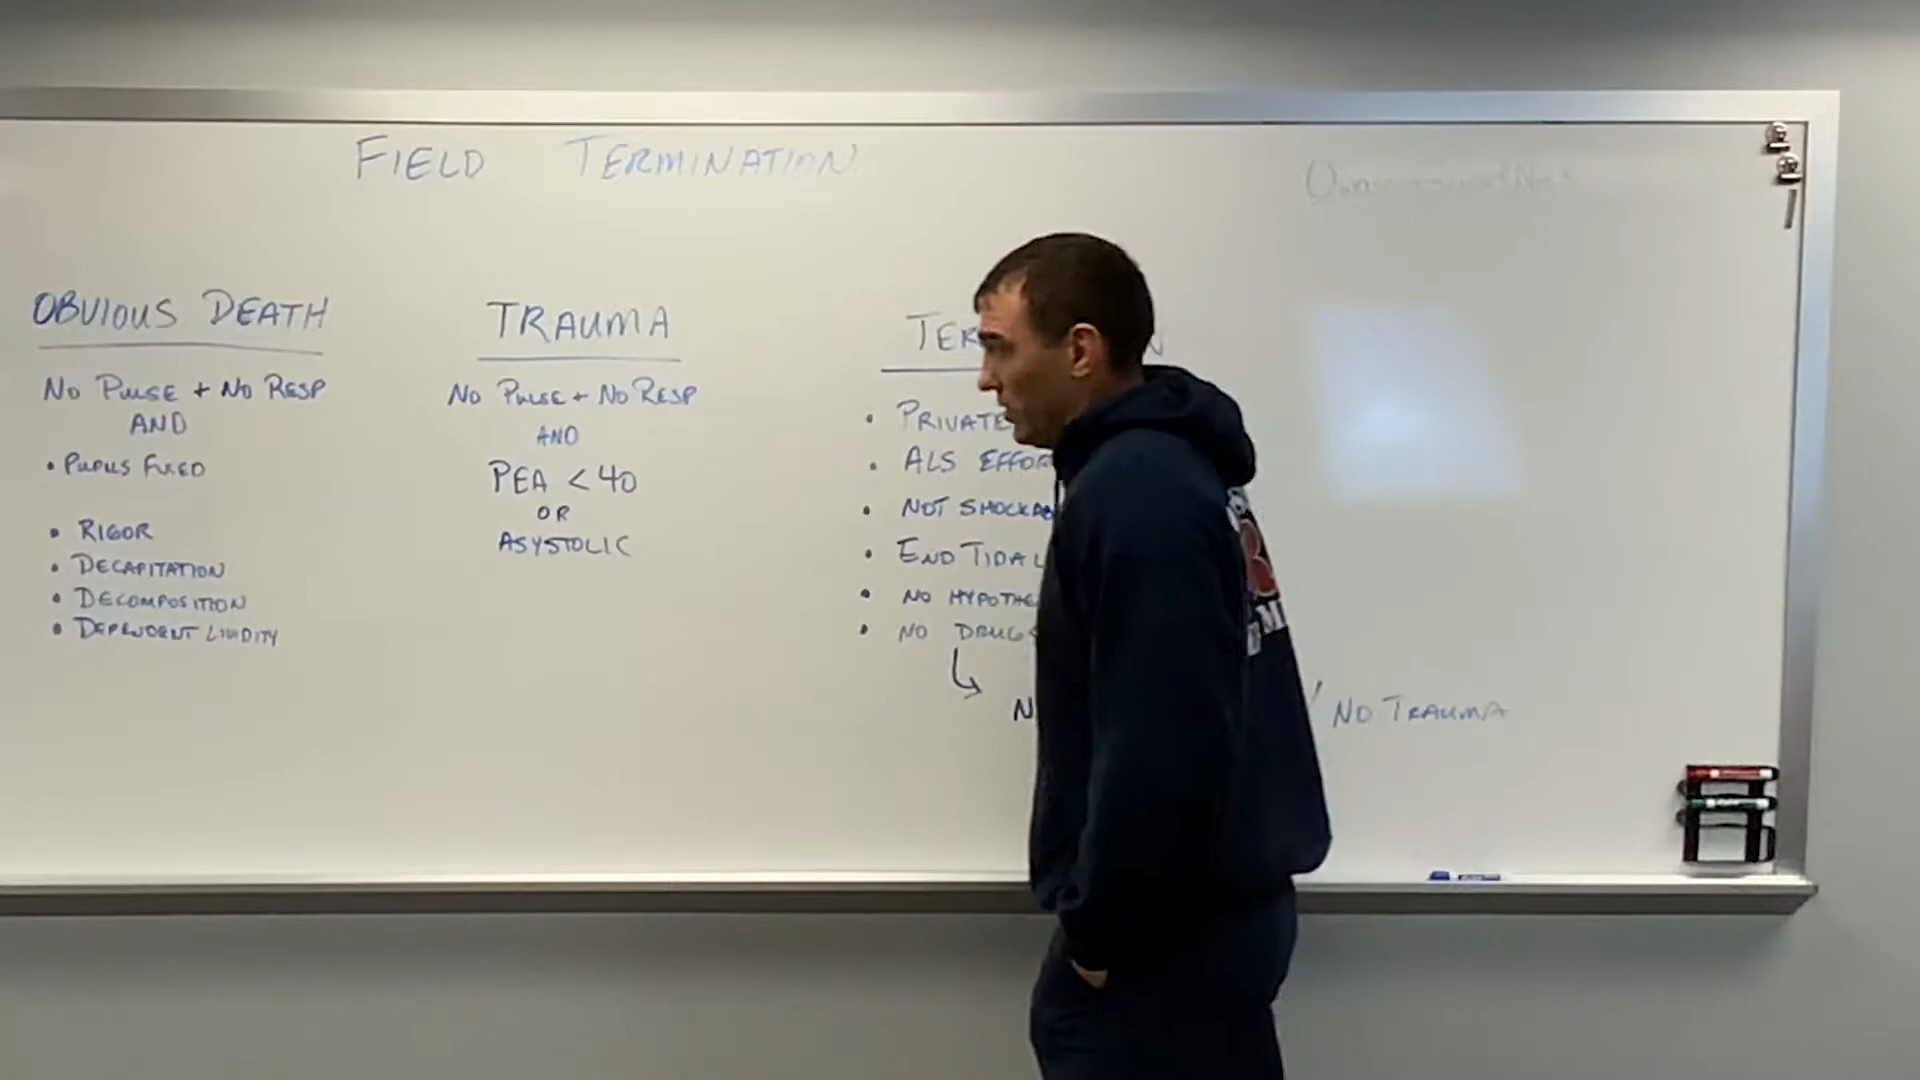 FIELD TERMINATION
OBVIOUS DEATH
NO PULSE + NO RESP
AND
• PUPILS FIXED
• RIGOR
• DECAPITATION
• DECOMPOSITION
• DEPENDENT LIVIDITY
TRAUMA
NO PULSE + NO RESP
AND
PEA < 40
OR
ASYSTOLIC
TER N
• PRIVATE
• ALS EFFOR
• NOT SHOCKAB
• END TIDAL
• NO HYPOTHE
• NO DRUG
N / NO TRAUMA